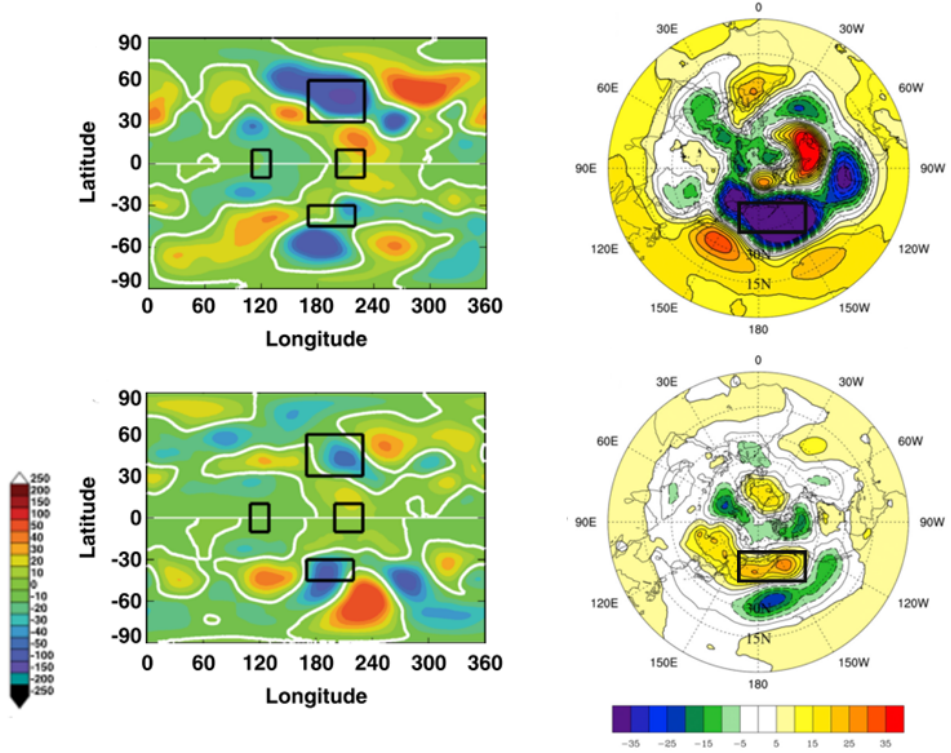 0
30E
30W
60E
60W
90E
90W
120E
120W
150E
150W
180
30N
15N
90
60
30
0
-30
-60
-90
Latitude
0 60 120 180 240 300 360
Longitude
0
30E
30W
60E
60W
90E
90W
120E
120W
150E
150W
180
30N
15N
90
60
30
0
-30
-60
-90
Latitude
0 60 120 180 240 300 360
Longitude
250
200
150
100
50
40
30
20
10
-10
-20
-30
-40
-50
-100
-150
-200
-250
-35 -25 -15 -5 5 15 25 35